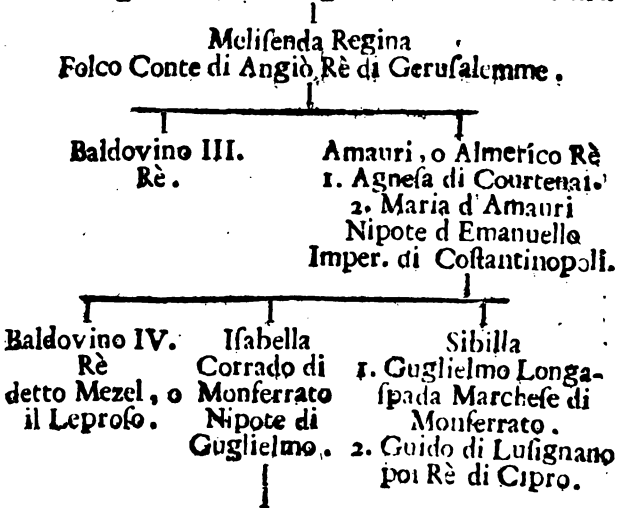 Melisenda Regina
Folco Conte di Angiò Rè di Gerusalemme.
Baldovino III.
Rè.
Amauri, o Almerico Rè
1. Agnesa di Courtenai.
2. Maria d'Amauri
Nipote d Emanuello
Imper. di Costantinopoli.
Baldovino IV.
Rè
detto Mezel, o
il Leproso.
Isabella
Corrado di
Monferrato
Nipote di
Guglielmo.
Sibilla
1. Guglielmo Longa-
spada Marchese di
Monferrato.
2. Guido di Lusignano
poi Rè di Cipro.